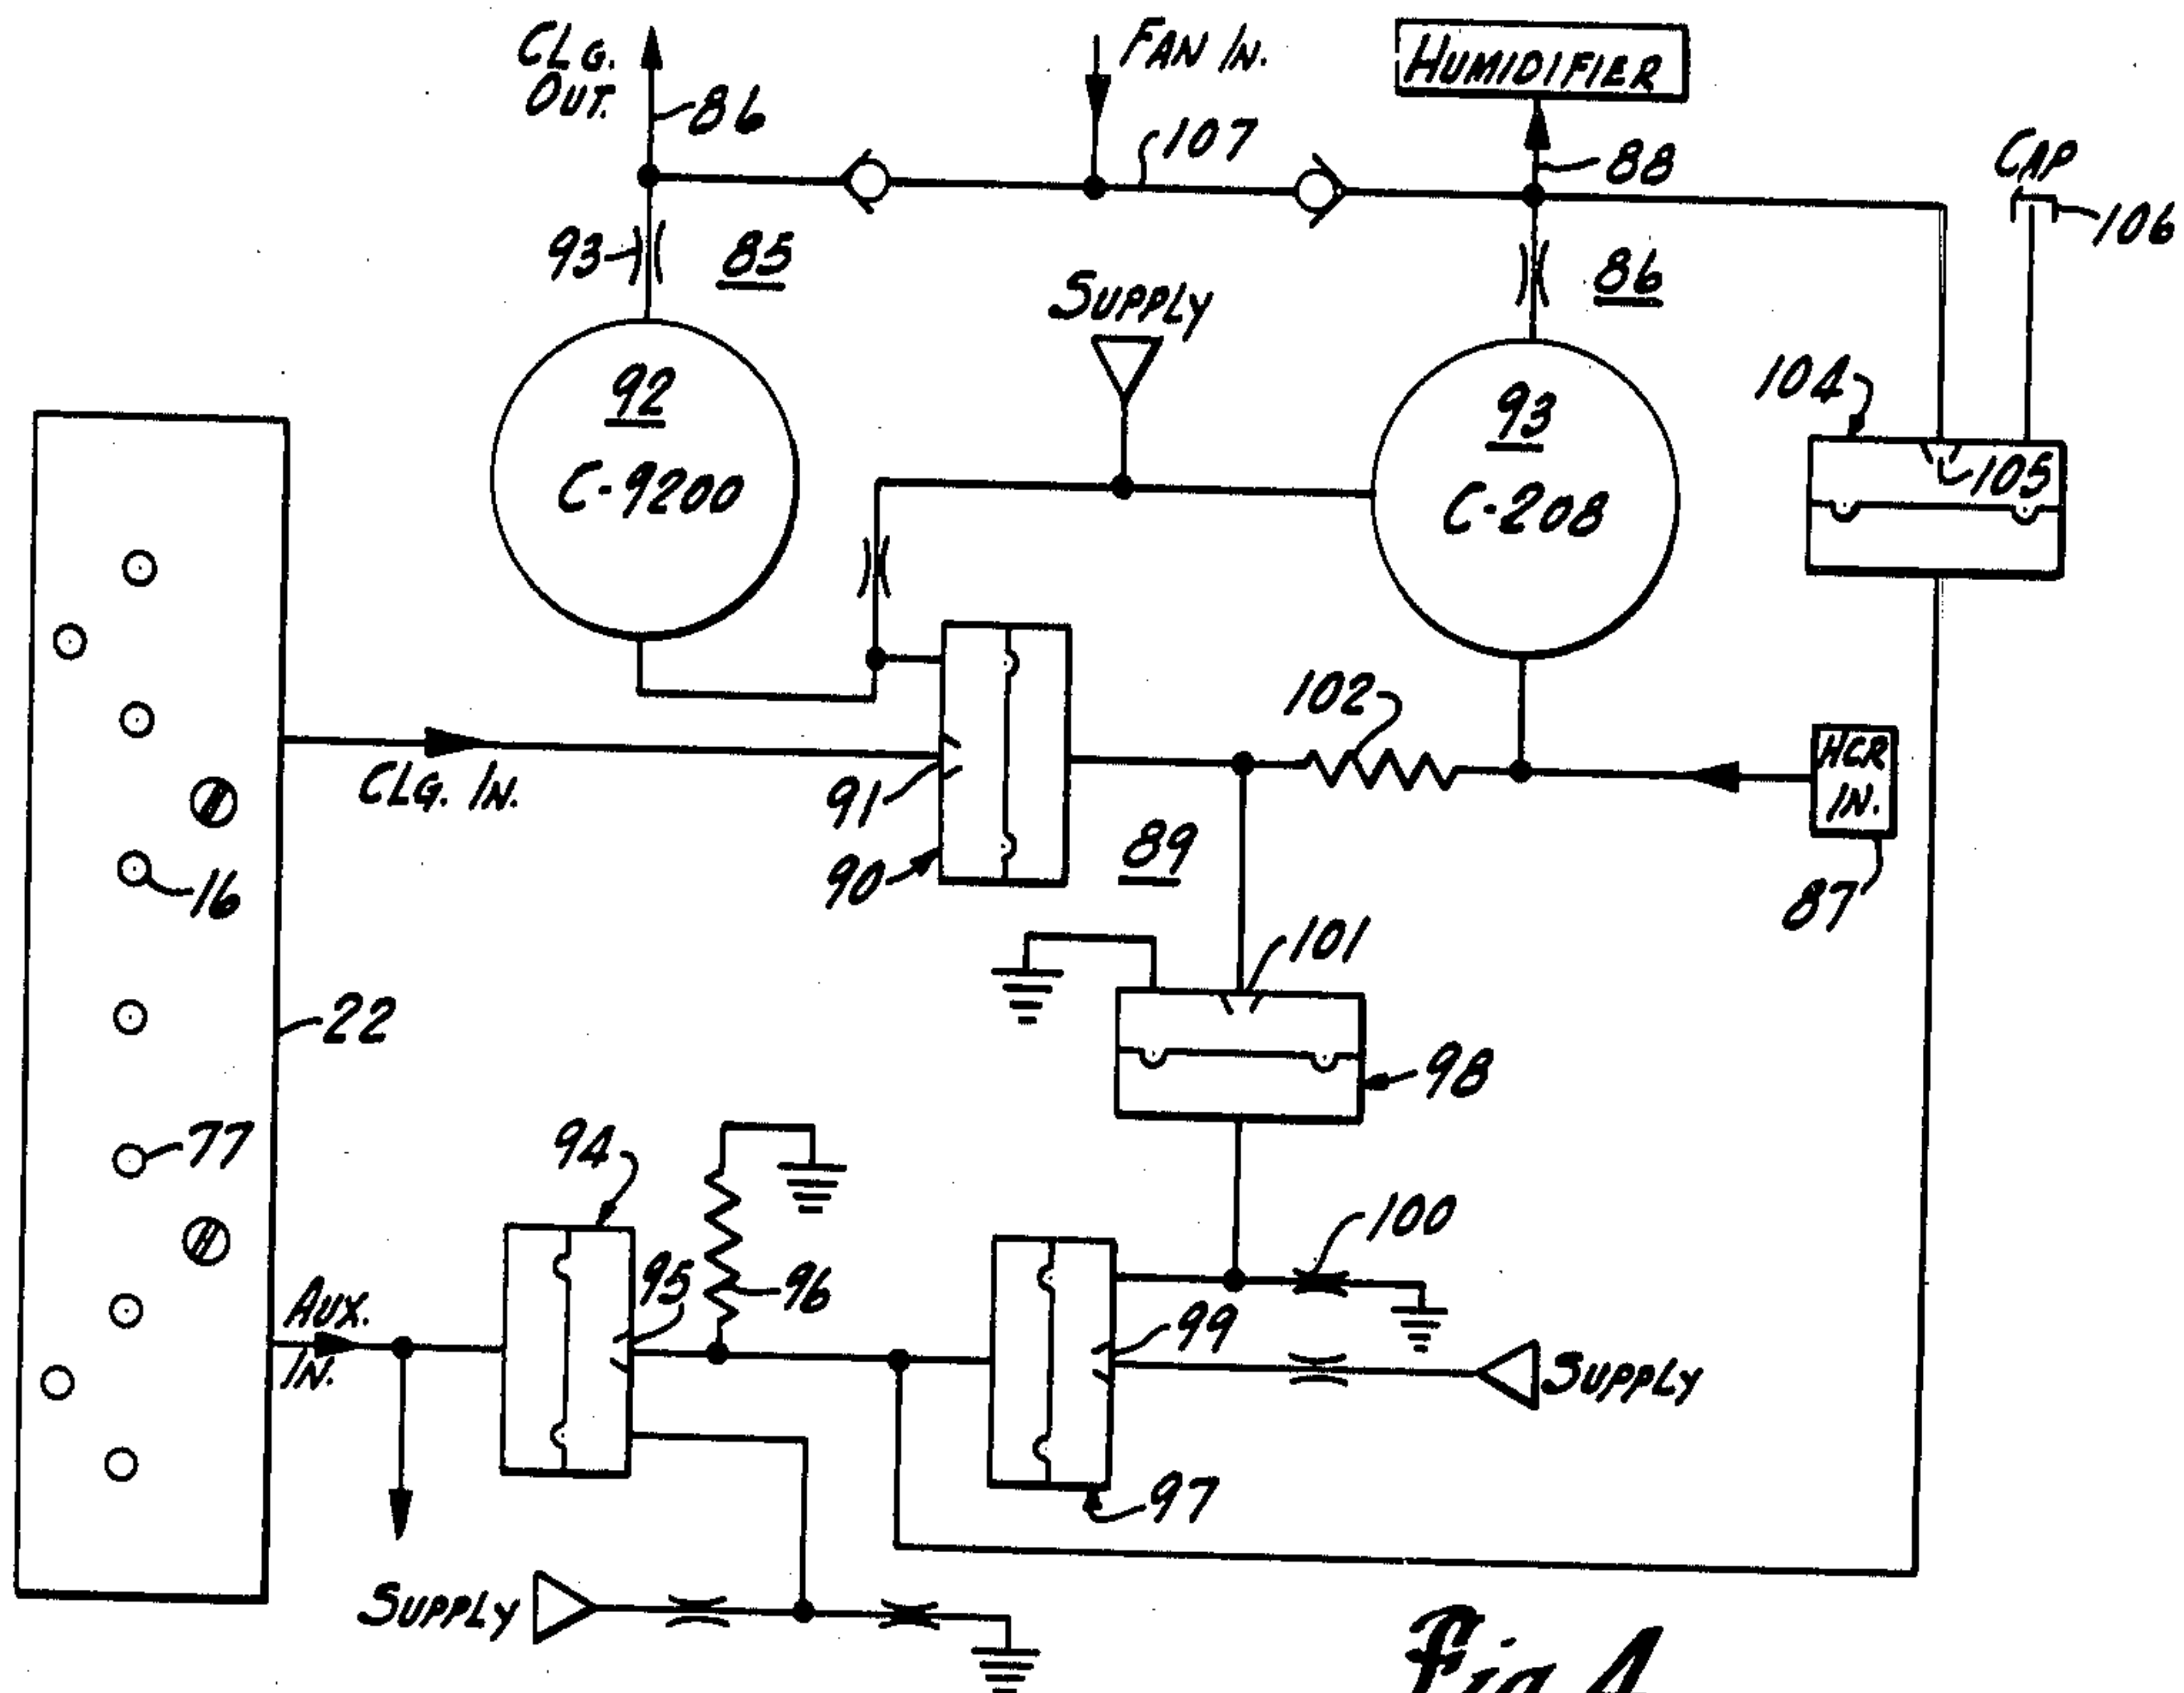 CLG.
OUT.
86
FAN IN.
HUMIDIFIER
107
88
CAP
106
93
85
SUPPLY
86
104
92
C-9200
93
C-208
105
102
CLG. IN.
91
HCR
IN.
90
89
87
16
101
22
98
77
94
100
95
96
99
AUX.
IN.
SUPPLY
97
SUPPLY
Fig. 4